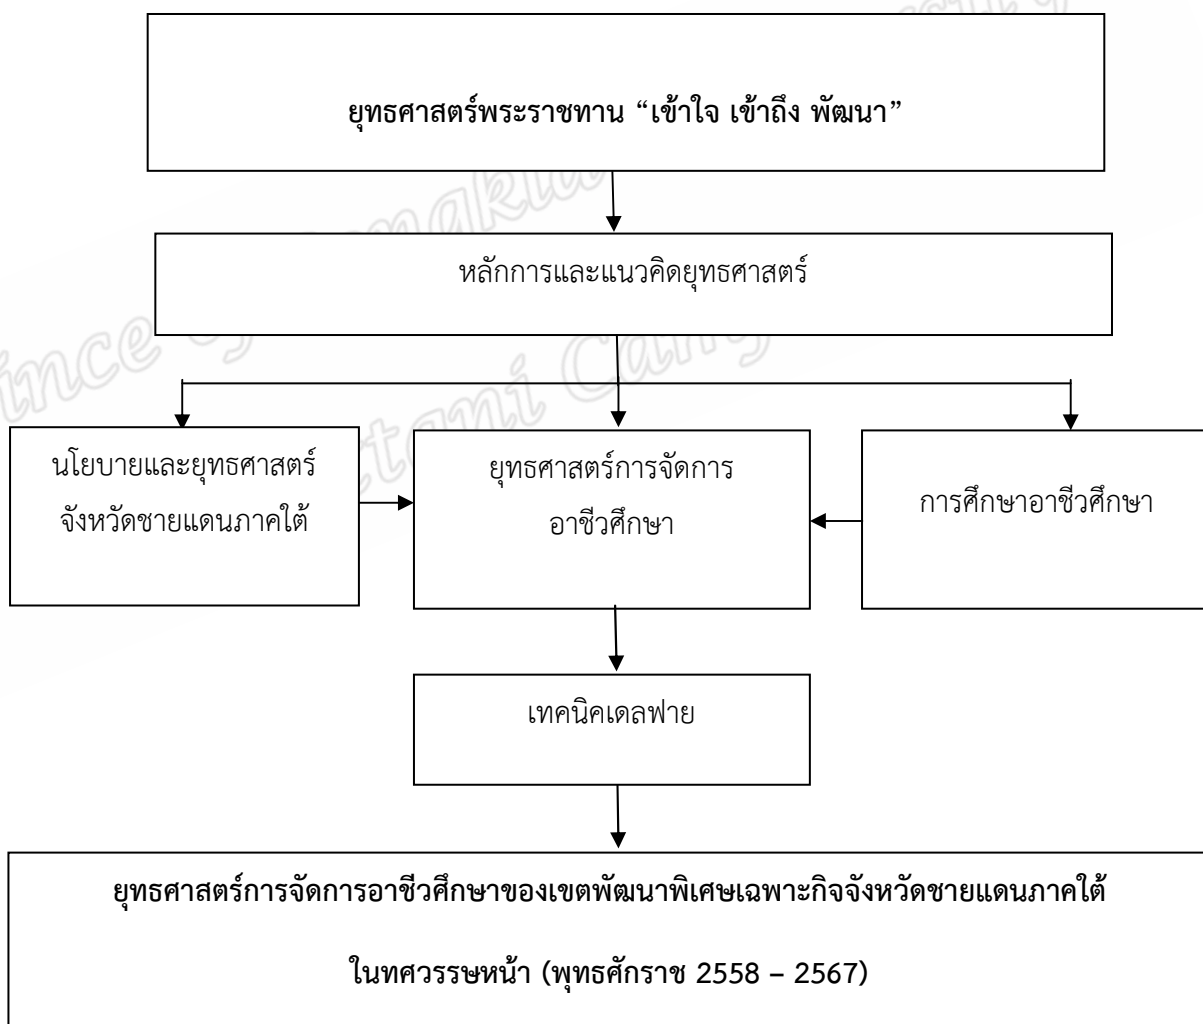 ยุทธศาสตร์พระราชทาน “เข้าใจ เข้าถึง พัฒนา”
หลักการและแนวคิดยุทธศาสตร์
นโยบายและยุทธศาสตร์
จังหวัดชายแดนภาคใต้
ยุทธศาสตร์การจัดการ
อาชีวศึกษา
การศึกษาอาชีวศึกษา
เทคนิคเดลฟาย
ยุทธศาสตร์การจัดการอาชีวศึกษาของเขตพัฒนาพิเศษเฉพาะกิจจังหวัดชายแดนภาคใต้
ในทศวรรษหน้า (พุทธศักราช 2558 – 2567)